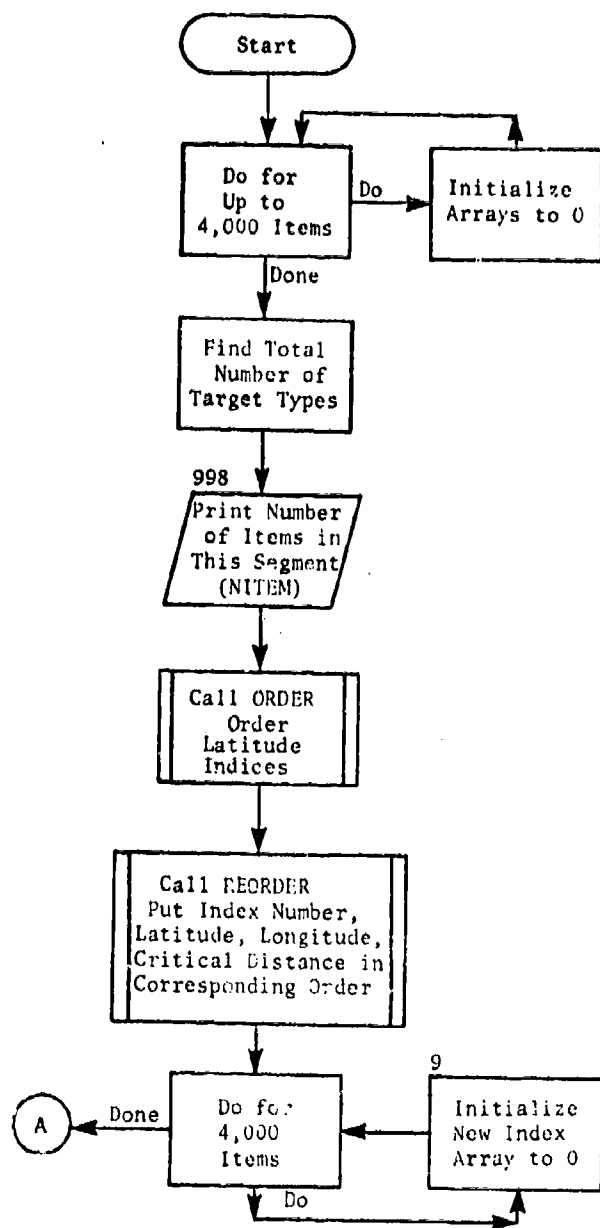 Start
Do for
Up to
4,000 Items
Do
Initialize
Arrays to 0
Done
Find Total
Number of
Target Types
998
Print Number
of Items in
This Segment
(NITEM)
Call ORDER
Order
Latitude
Indices
Call REORDER
Put Index Number,
Latitude, Longitude,
Critical Distance in
Corresponding Order
A
Done
Do for
4,000
Items
9
Initialize
New Index
Array to 0
Do